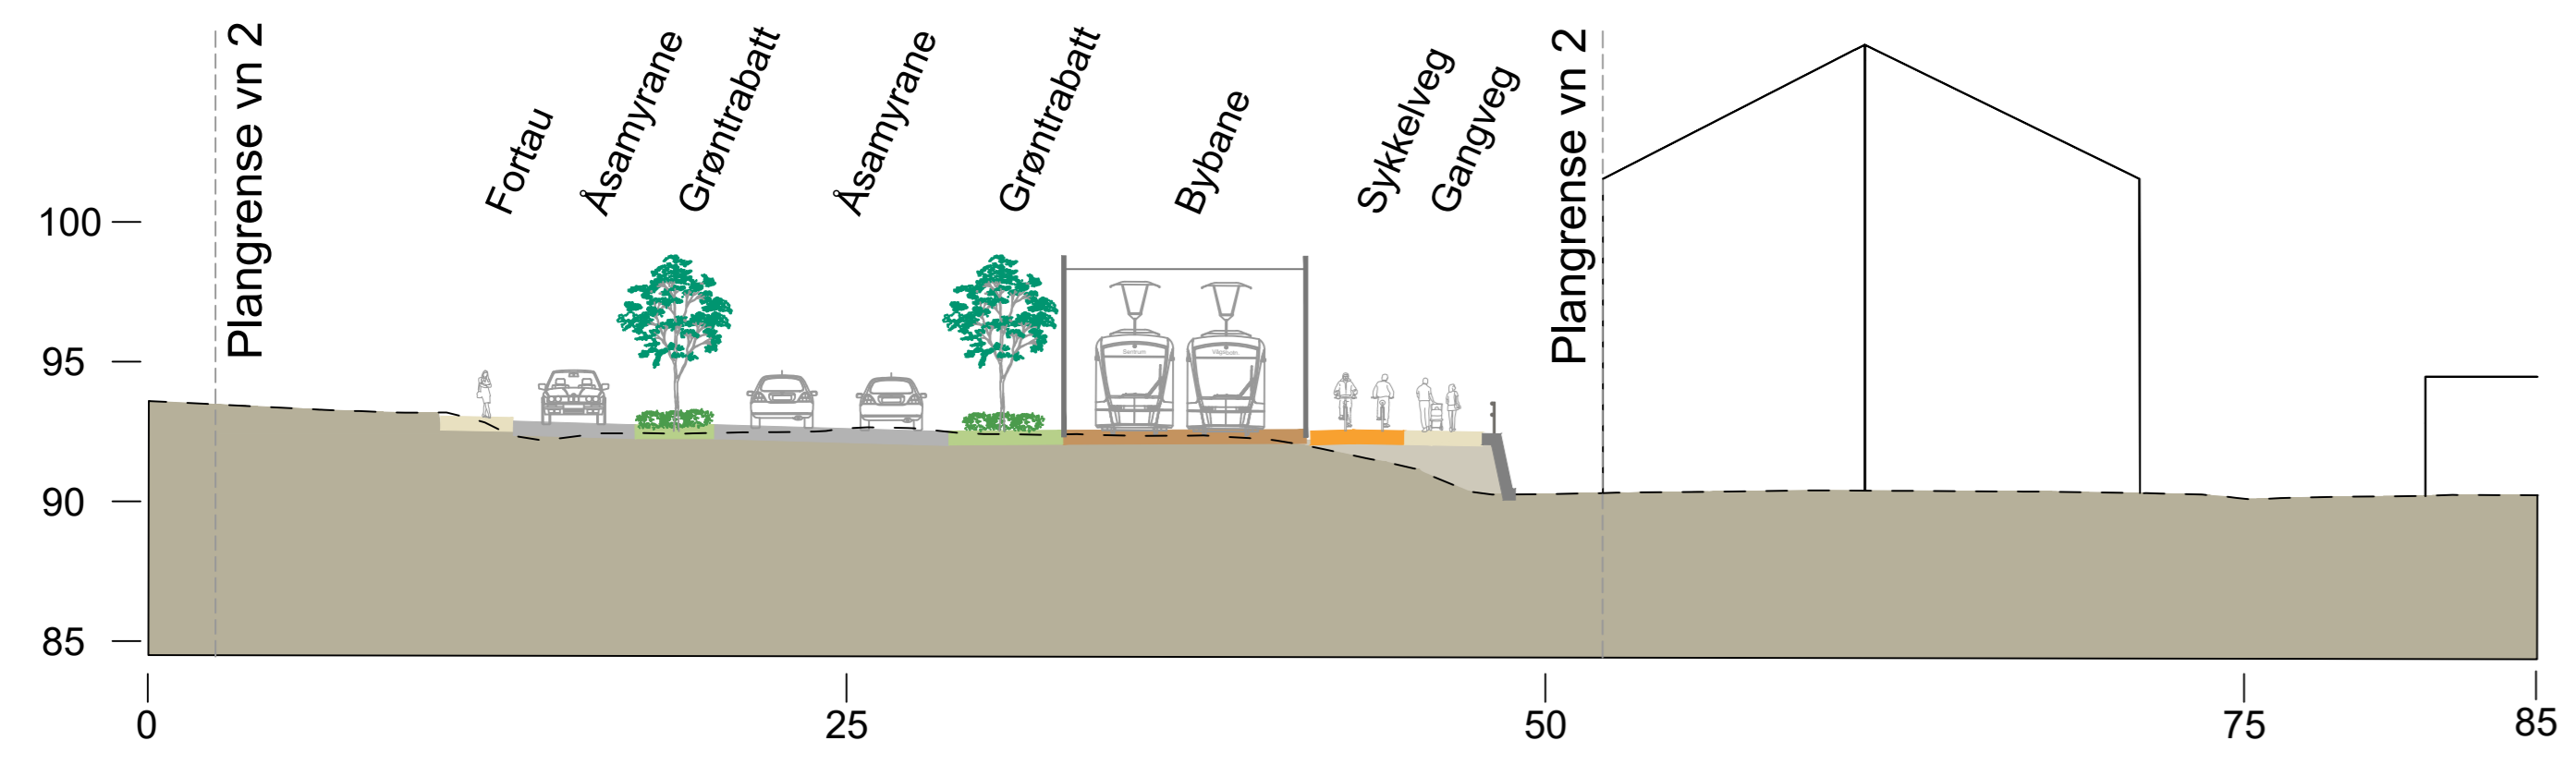 Plangrense vn 2
Fortau
Åsamyrane
Grøntrabatt
Åsamyrane
Grøntrabatt
Bybane
Sykkelveg
Gangveg
Plangrense vn 2
100
95
90
85
Sentrum
0
25
50
75
85